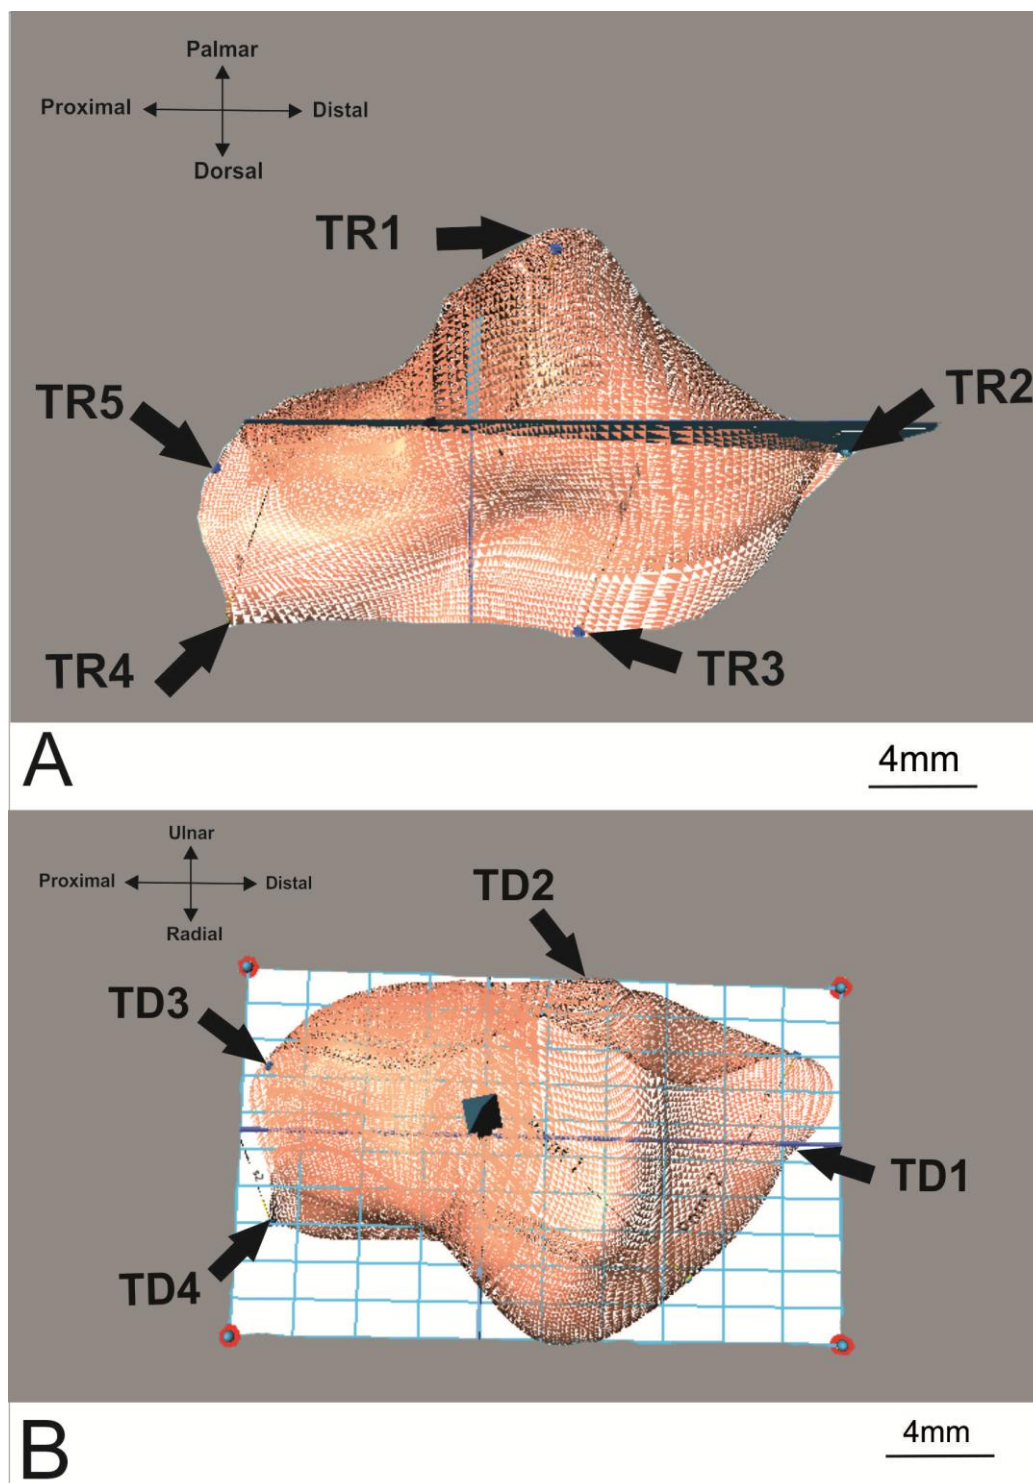 Palmar
Proximal Distal
Dorsal
TR1
TR5
TR2
TR4
TR3
A
4mm
Ulnar
Proximal Distal
Radial
TD2
TD3
TD1
TD4
B
4mm